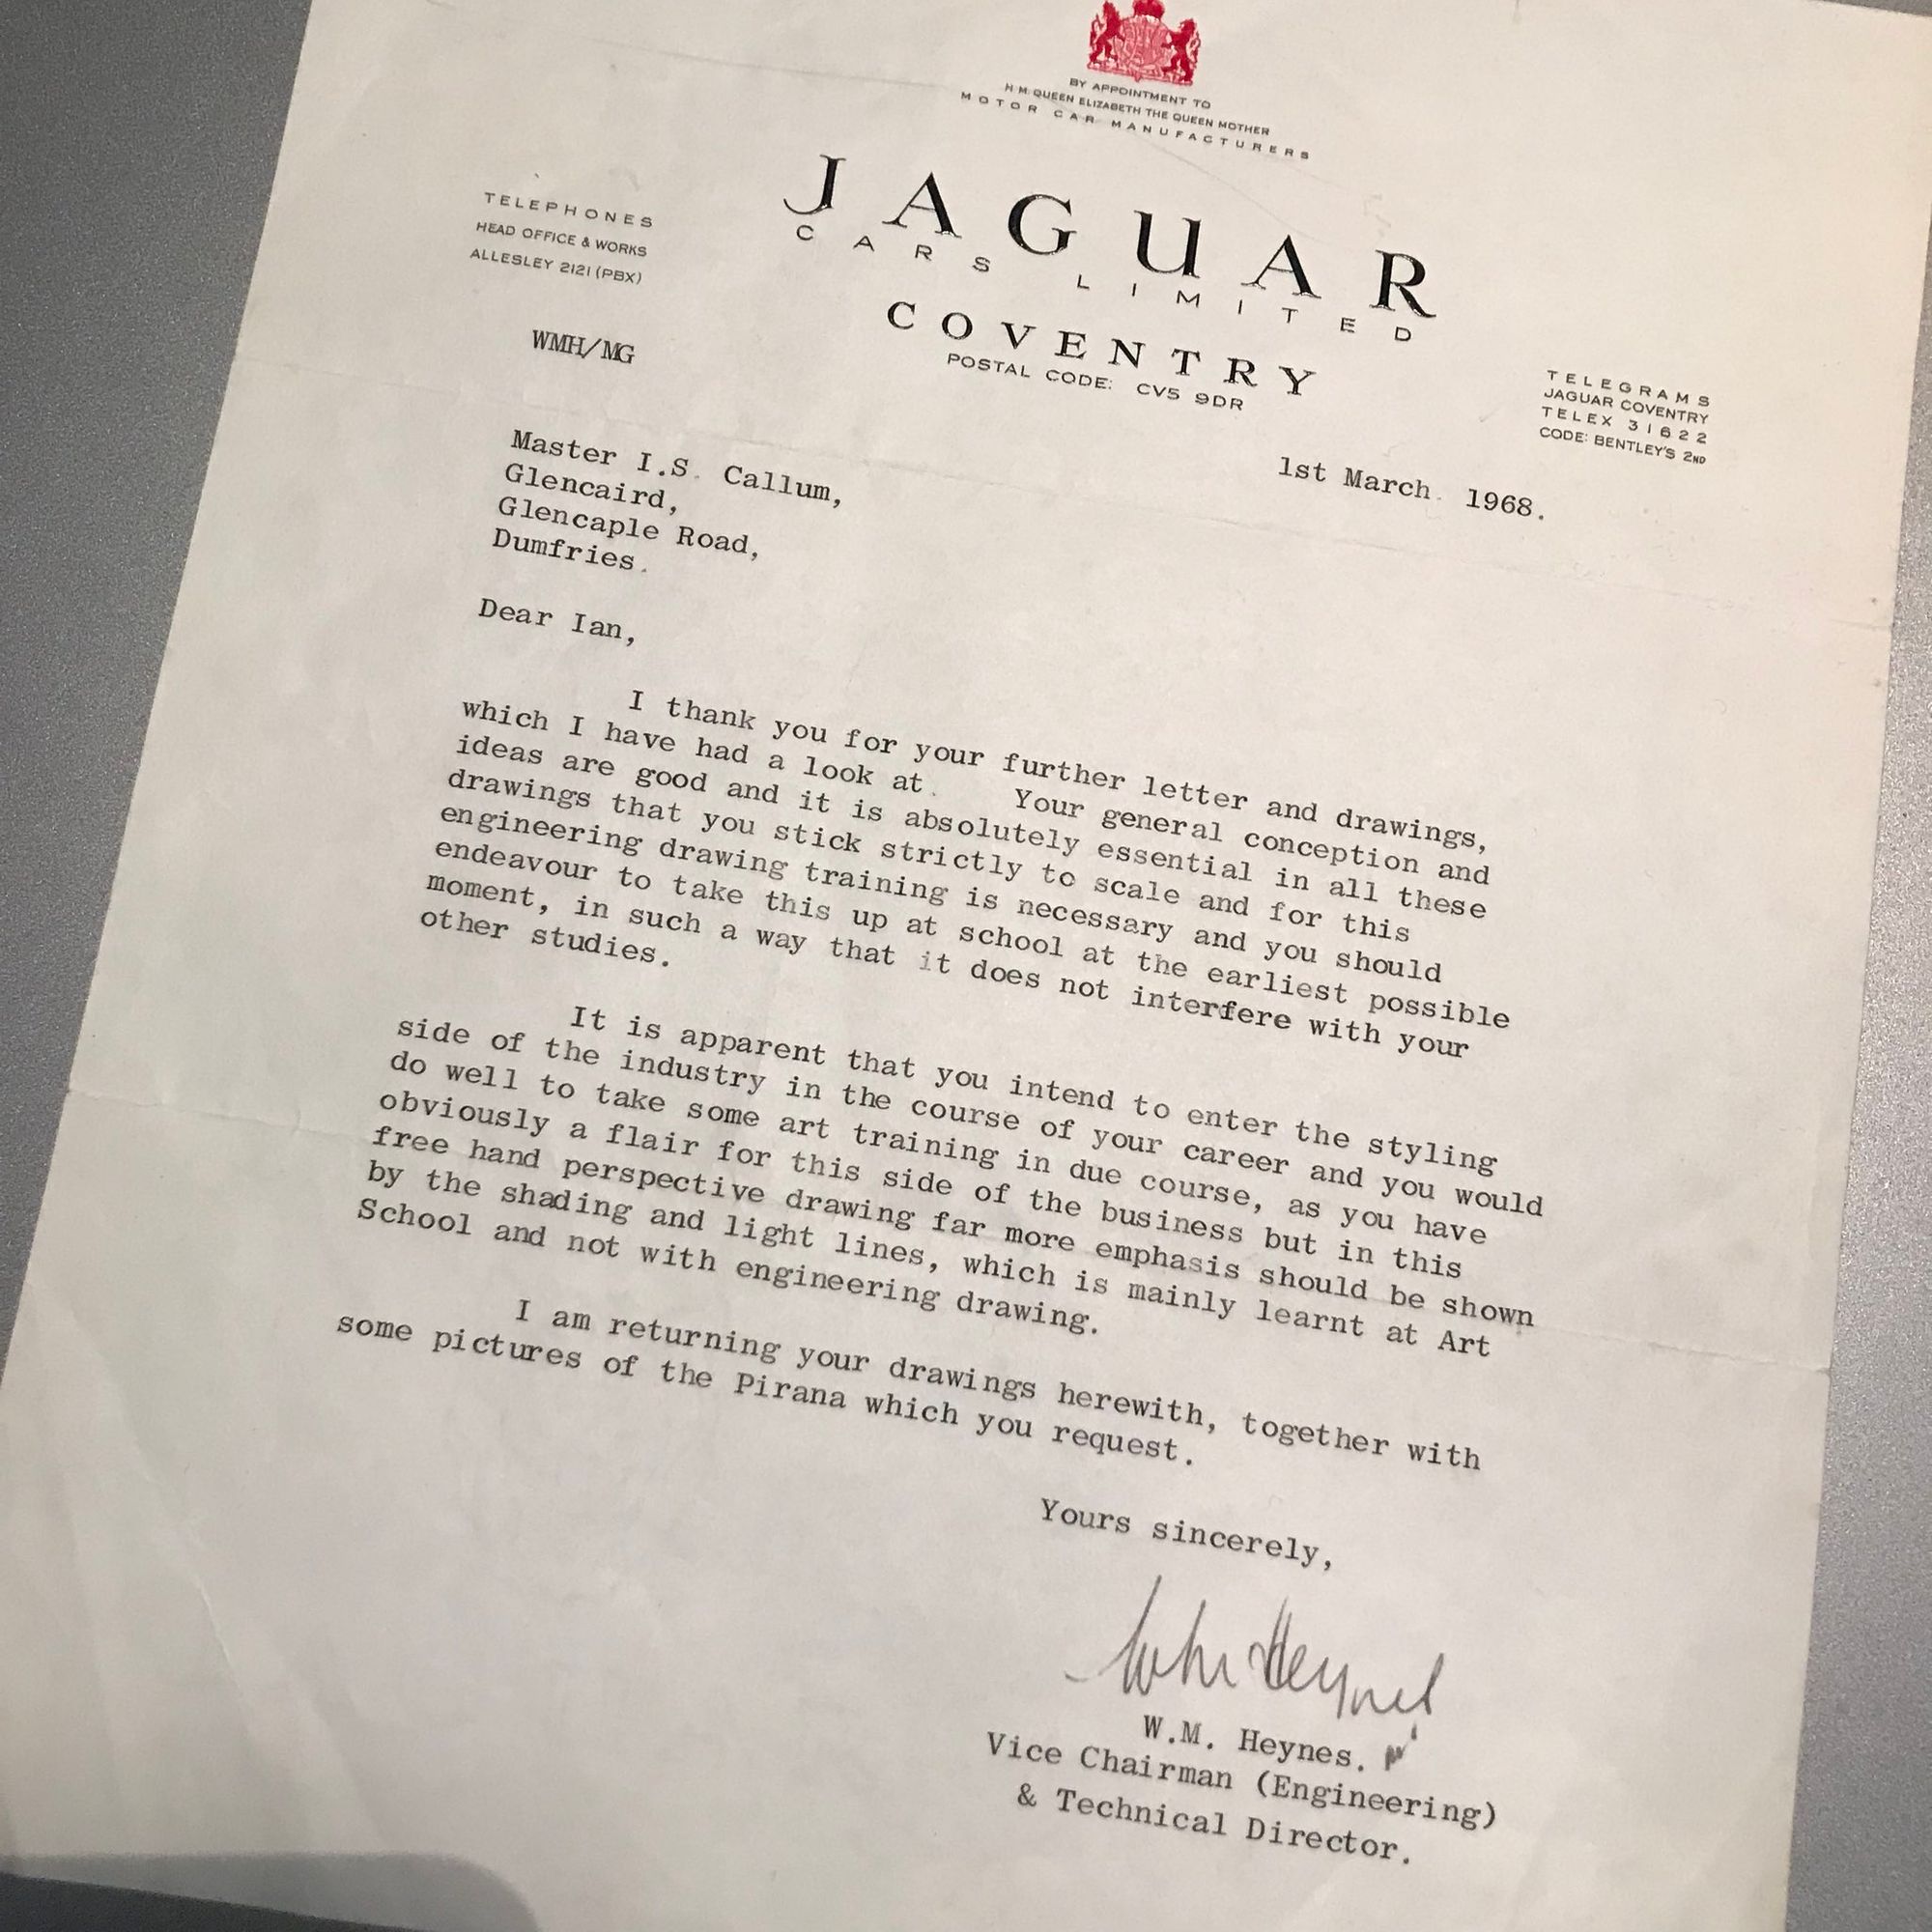 BY APPOINTMENT TO
H.M. QUEEN ELIZABETH THE QUEEN MOTHER
MOTOR CAR MANUFACTURERS
JAGUAR
CARS LIMITED
COVENTRY
POSTAL CODE: CV5 9DR
TELEPHONES
HEAD OFFICE & WORKS
ALLESLEY 2121 (PBX)
TELEGRAMS
JAGUAR COVENTRY
TELEX 31622
CODE: BENTLEY'S 2ND
WMH/MG
1st March. 1968.
Master I.S. Callum,
Glencaird,
Glencaple Road,
Dumfries.
Dear Ian,
I thank you for your further letter and drawings,
which I have had a look at. Your general conception and
ideas are good and it is absolutely essential in all these
drawings that you stick strictly to scale and for this
engineering drawing training is necessary and you should
endeavour to take this up at school at the earliest possible
moment, in such a way that it does not interfere with your
other studies.
It is apparent that you intend to enter the styling
side of the industry in the course of your career and you would
do well to take some art training in due course, as you have
obviously a flair for this side of the business but in this
free hand perspective drawing far more emphasis should be shown
by the shading and light lines, which is mainly learnt at Art
School and not with engineering drawing.
I am returning your drawings herewith, together with
some pictures of the Pirana which you request.
Yours sincerely,
W.M. Heynes
W.M. Heynes.
Vice Chairman (Engineering)
& Technical Director.